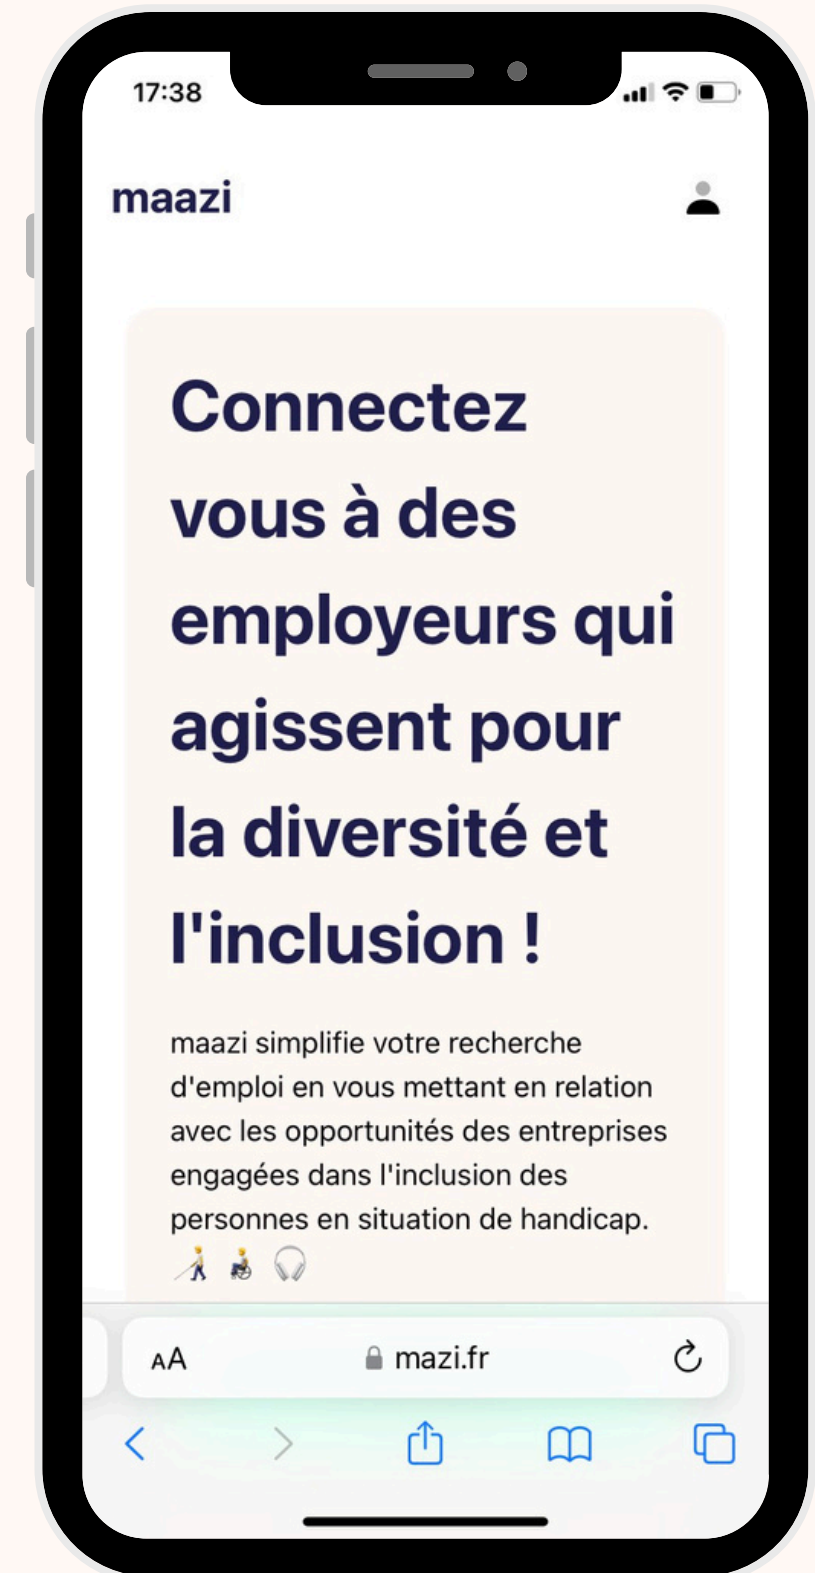 17:38
maazi
Connectez
vous à des
employeurs qui
agissent pour
la diversité et
l'inclusion !
maazi simplifie votre recherche
d'emploi en vous mettant en relation
avec les opportunités des entreprises
engagées dans l'inclusion des
personnes en situation de handicap.
👨‍🦯 👨‍🦽 🎧
AA mazi.fr